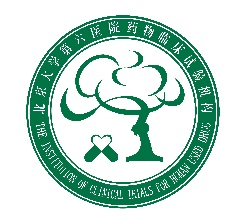 北京大学第六医院药物临床试验机构
THE INSTITUTION OF CLINICAL TRIALS FOR HUMAN USED DRUG